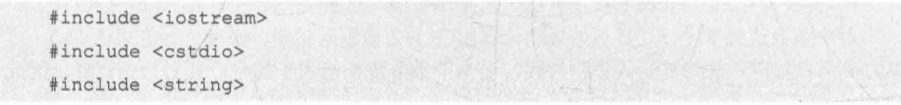 #include <iostream>
#include <cstdio>
#include <string>